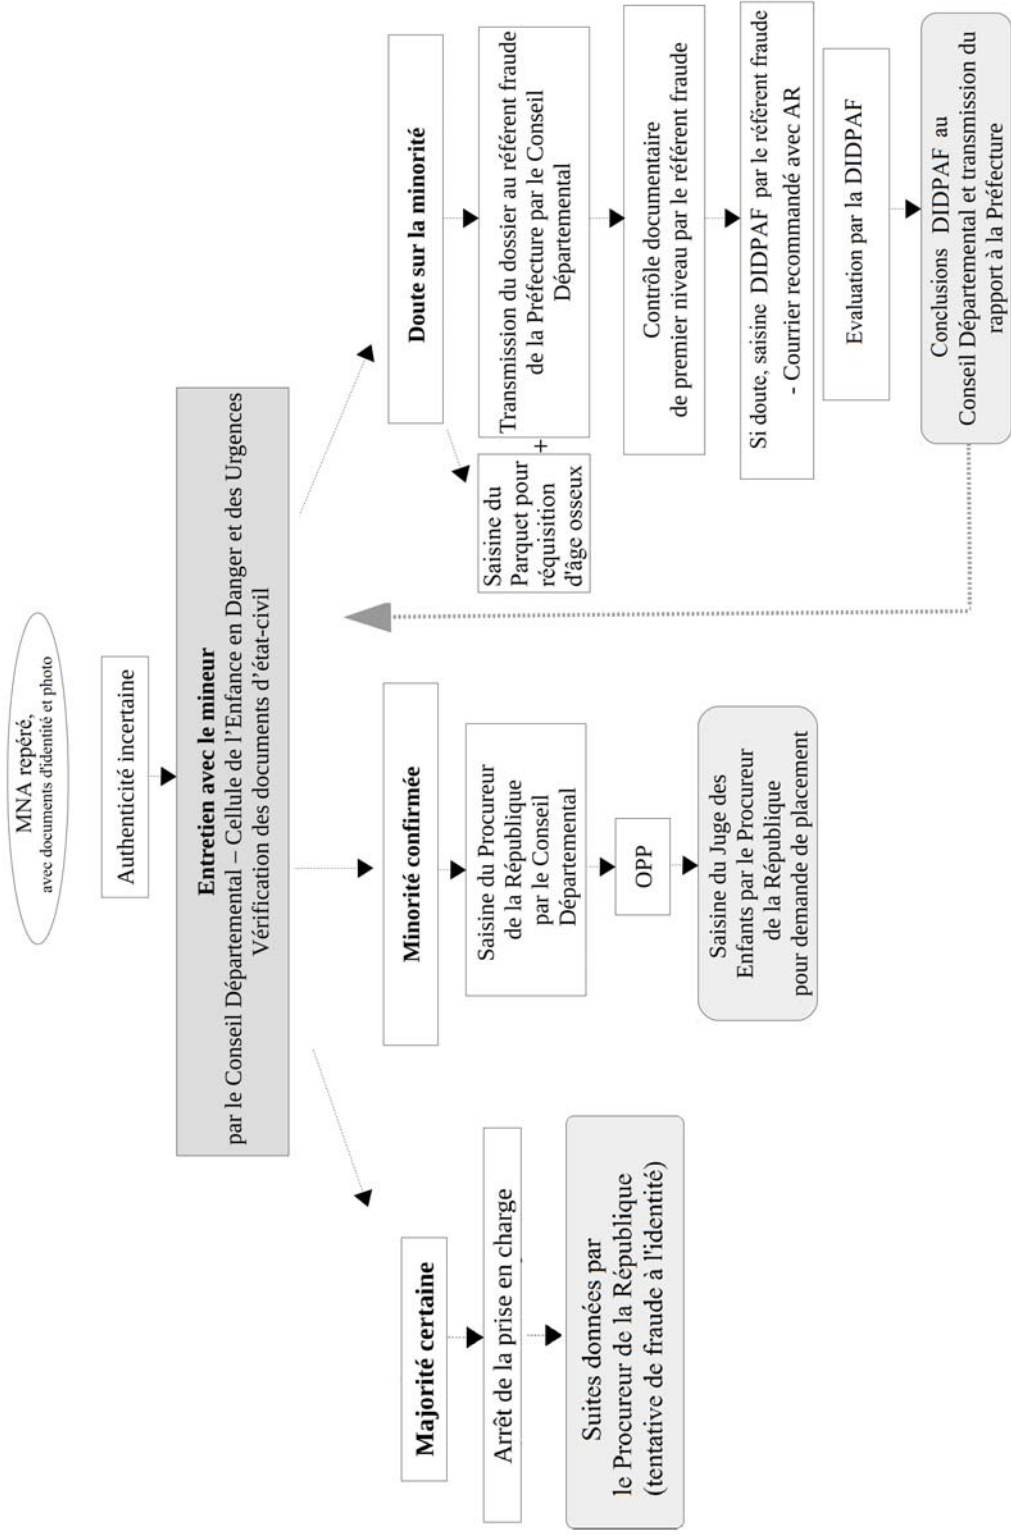 MNA repéré,
avec documents d'identité et photo
Authenticité incertaine
Entretien avec le mineur
par le Conseil Départemental – Cellule de l'Enfance en Danger et des Urgences
Vérification des documents d'état-civil
Majorité certaine
Arrêt de la prise en charge
Suites données par
le Procureur de la République
(tentative de fraude à l'identité)
Minorité confirmée
Saisine du Procureur
de la République
par le Conseil
Départemental
OPP
Saisine du Juge des
Enfants par le Procureur
de la République
pour demande de placement
Doute sur la minorité
Saisine du
Parquet pour
réquisition
d'âge osseux
+
Transmission du dossier au référent fraude
de la Préfecture par le Conseil
Départemental
Contrôle documentaire
de premier niveau par le référent fraude
Si doute, saisine DIDPAF par le référent fraude
- Courrier recommandé avec AR
Evaluation par la DIDPAF
Conclusions DIDPAF au
Conseil Départemental et transmission du
rapport à la Préfecture